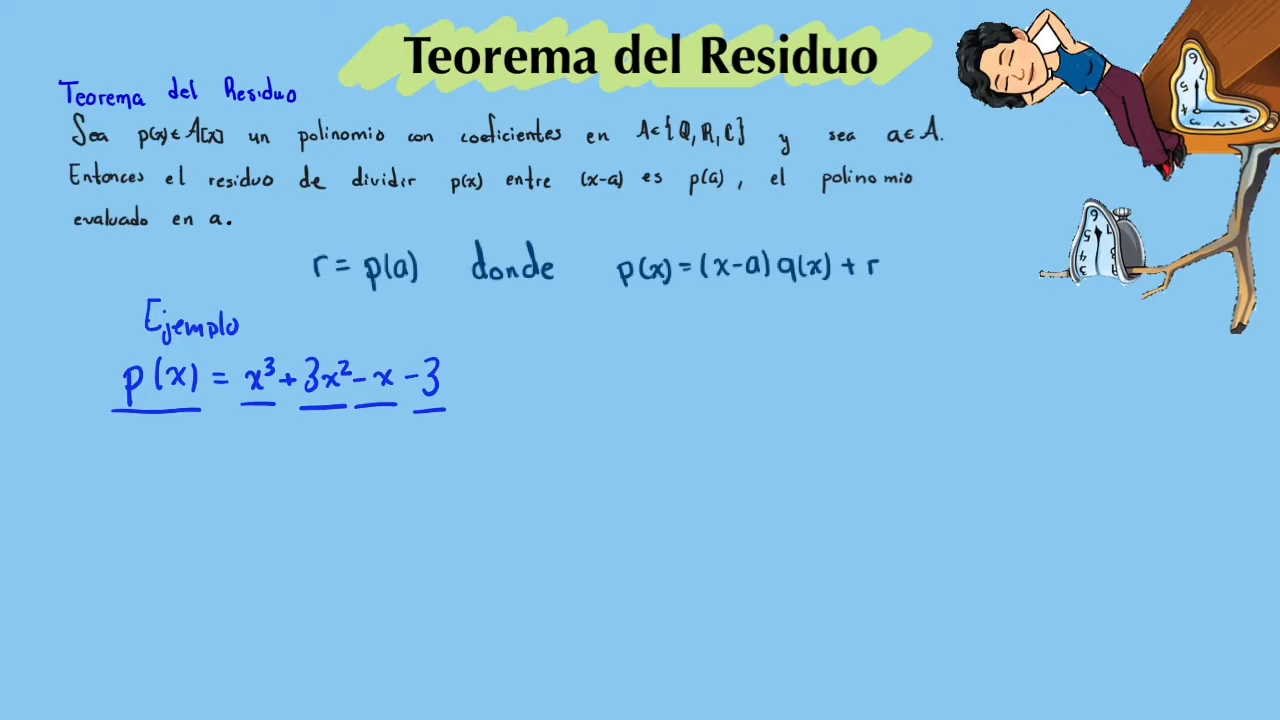 Teorema del Residuo
Teorema del Residuo
Sea p(x)∈A[x] un polinomio con coeficientes en A∈{Q,R,C} y sea a∈A.
Entonces el residuo de dividir p(x) entre (x-a) es p(a), el polinomio
evaluado en a.
r = p(a) donde p(x) = (x-a) q(x) + r
Ejemplo
p(x) = x³ + 3x² - x - 3